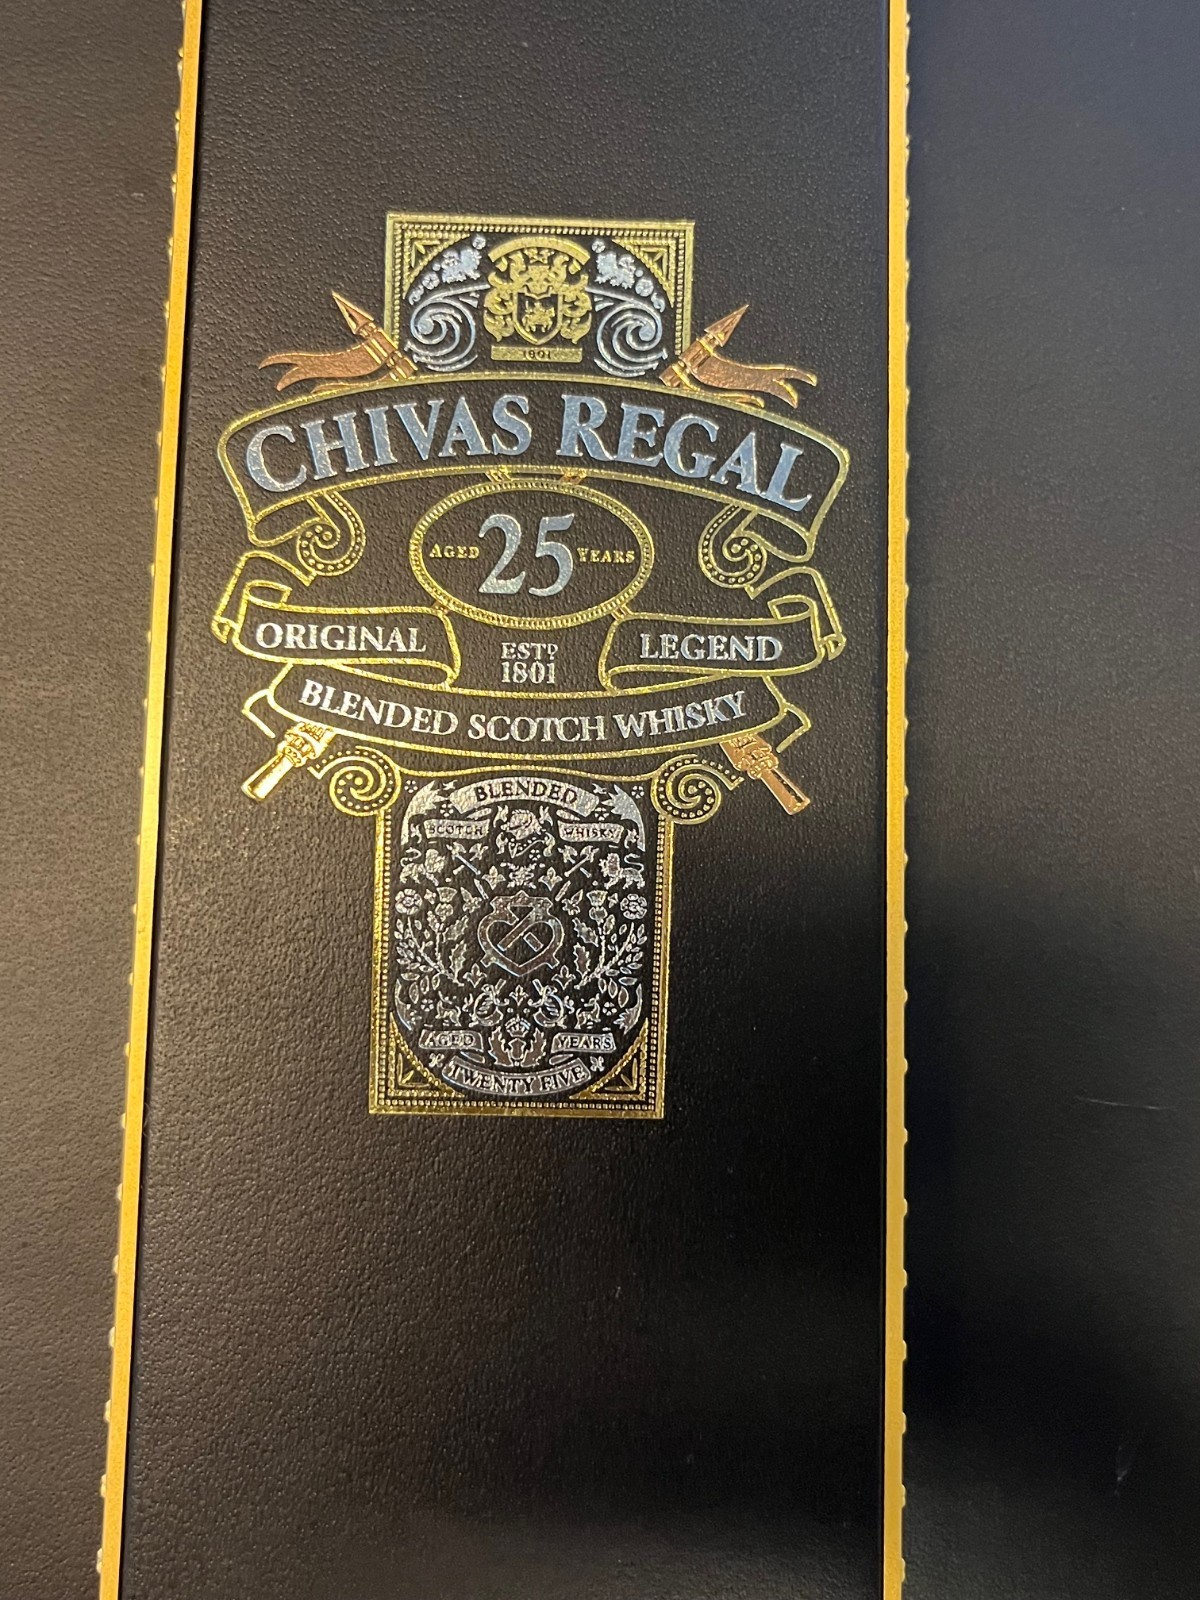 1801
CHIVAS REGAL
AGED 25 YEARS
ORIGINAL
ESTD
1801
LEGEND
BLENDED SCOTCH WHISKY
BLENDED
SCOTCH WHISKY
AGED YEARS
TWENTY FIVE